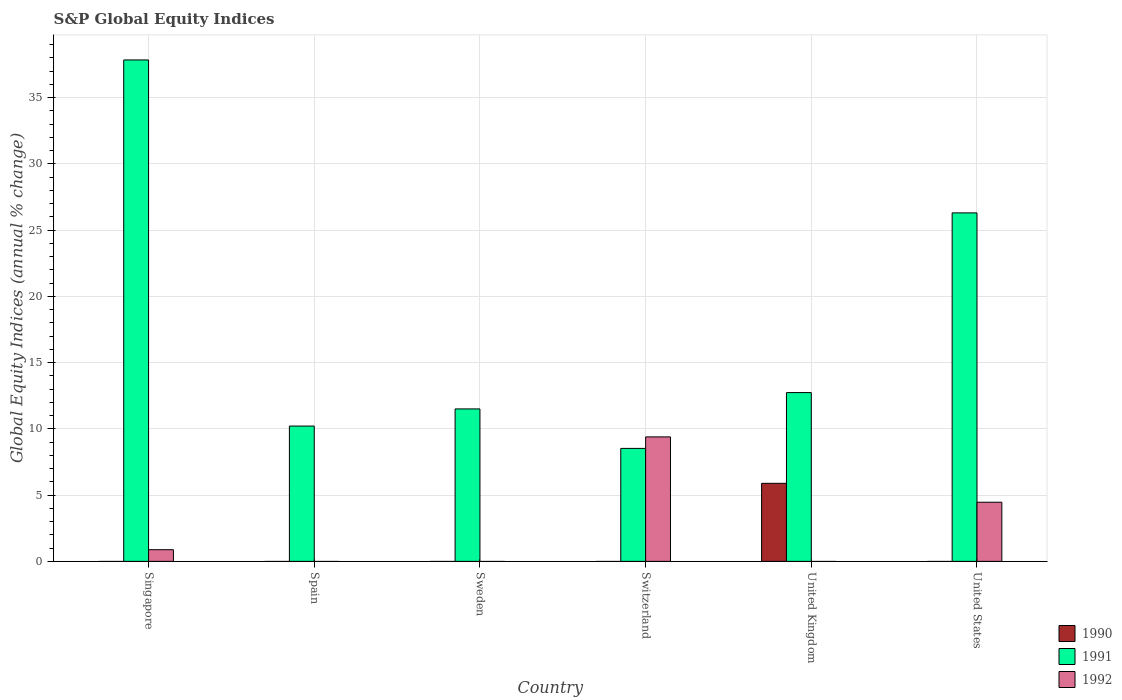 S&P Global Equity Indices
Global Equity Indices (annual % change)
35
30
25
20
15
10
5
0
Singapore
Spain
Sweden
Switzerland
United Kingdom
United States
Country
1990
1991
1992